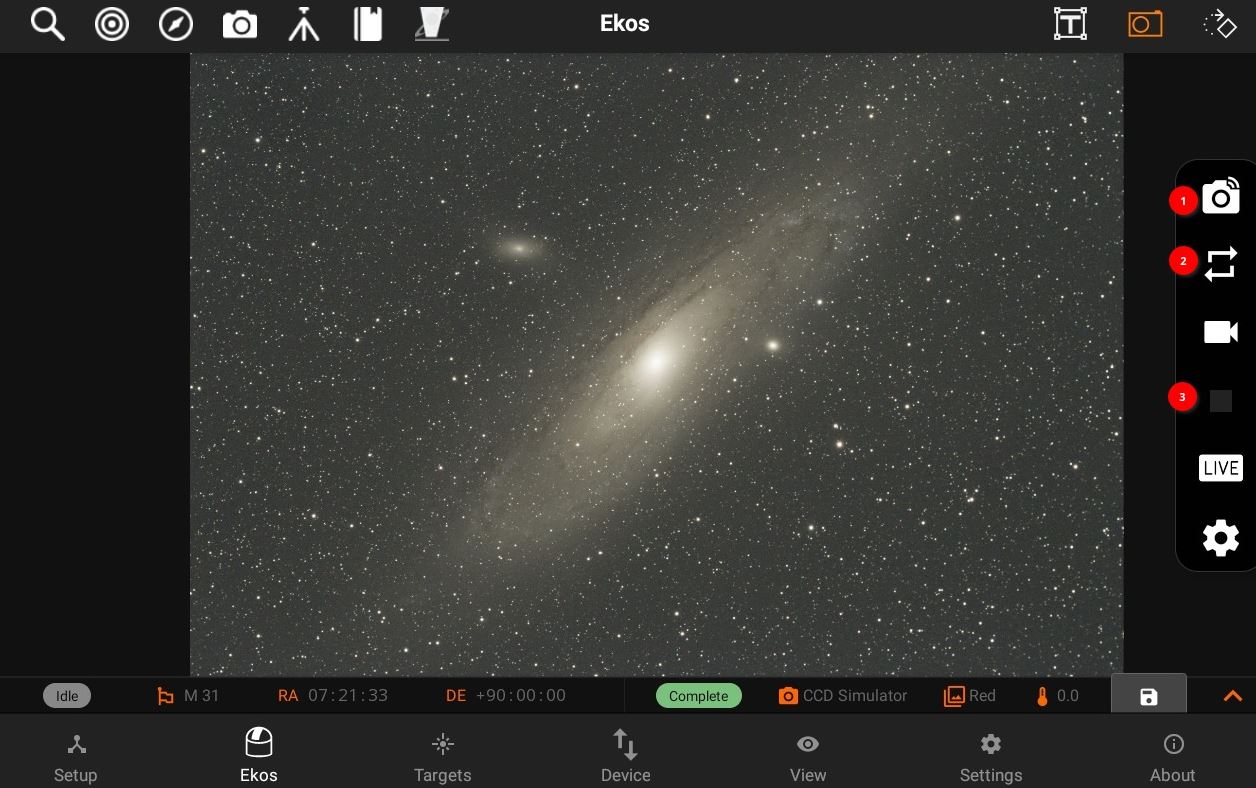 Ekos
T
1
2
3
LIVE
Idle M 31 RA 07:21:33 DE +90:00:00 Complete CCD Simulator Red 0.0
Setup Ekos Targets Device View Settings About